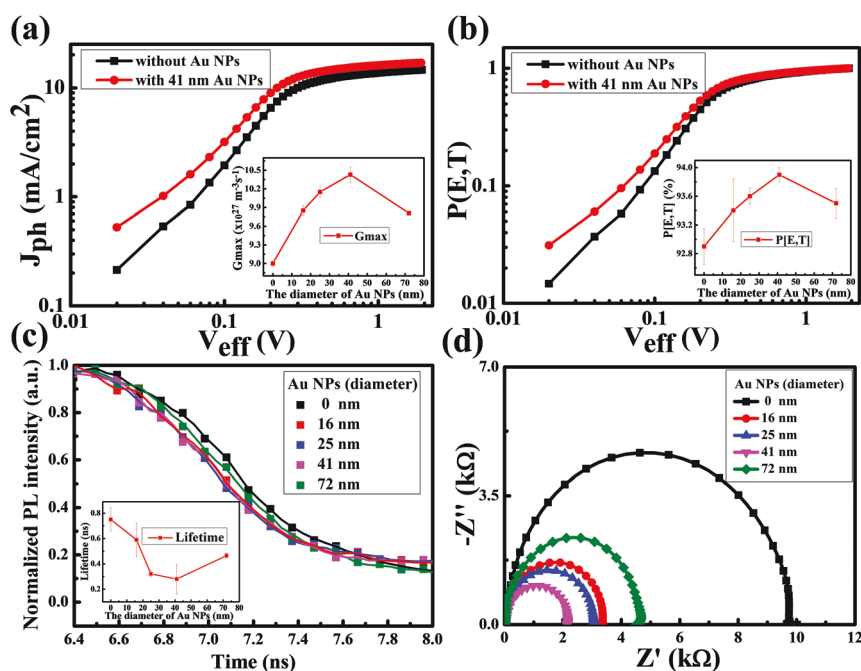 (a)
without Au NPs
with 41 nm Au NPs
Jph (mA/cm²)
10
1
0.1
0.01
0.1
1
Veff (V)
Gmax (x10²⁷ m⁻³s⁻¹)
10.5
10.0
9.5
9.0
Gmax
0 10 20 30 40 50 60 70 80
The diameter of Au NPs (nm)
(b)
without Au NPs
with 41 nm Au NPs
P(E,T)
1
0.1
0.01
0.01
0.1
1
Veff (V)
P[E,T] (%)
94.0
93.6
93.2
92.8
P[E,T]
0 10 20 30 40 50 60 70 80
The diameter of Au NPs (nm)
(c)
Normalized PL intensity (a.u.)
1.0
0.8
0.6
0.4
0.2
0.0
Au NPs (diameter)
0 nm
16 nm
25 nm
41 nm
72 nm
Lifetime (ns)
0.8
0.6
0.4
0.2
Lifetime
0 10 20 30 40 50 60 70 80
The diameter of Au NPs (nm)
6.4 6.6 6.8 7.0 7.2 7.4 7.6 7.8 8.0
Time (ns)
(d)
-Z'' (kΩ)
7.0
3.5
0.0
Au NPs (diameter)
0 nm
16 nm
25 nm
41 nm
72 nm
0 2 4 6 8 10 12
Z' (kΩ)